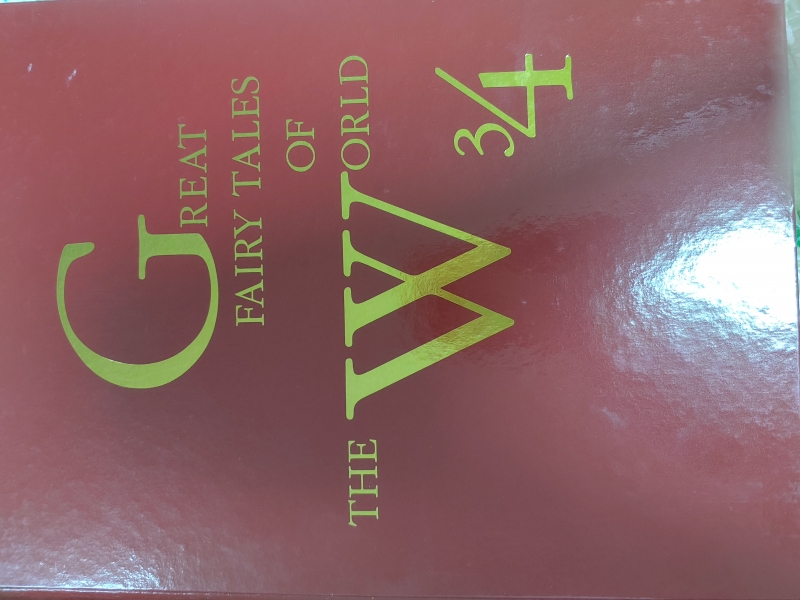 GREAT
FAIRY TALES
OF
THE WORLD
3/4